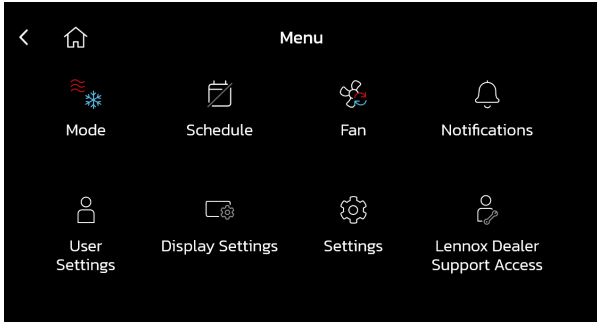 Menu
Mode
Schedule
Fan
Notifications
User
Settings
Display Settings
Settings
Lennox Dealer
Support Access